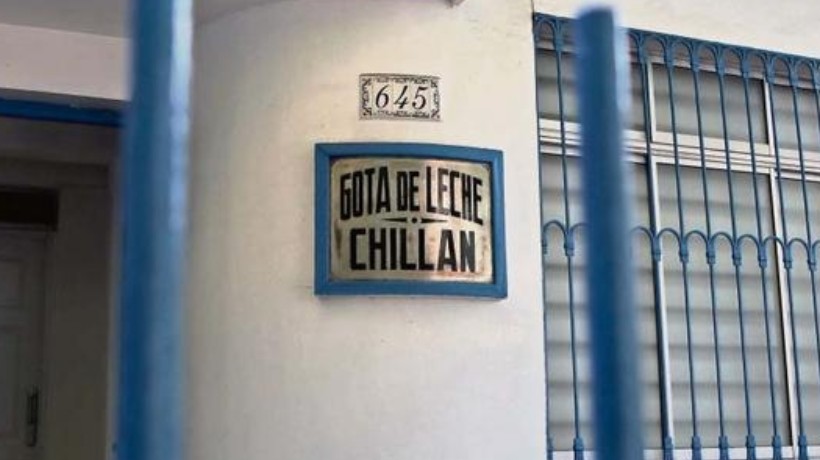 645
GOTA DE LECHE
CHILLAN